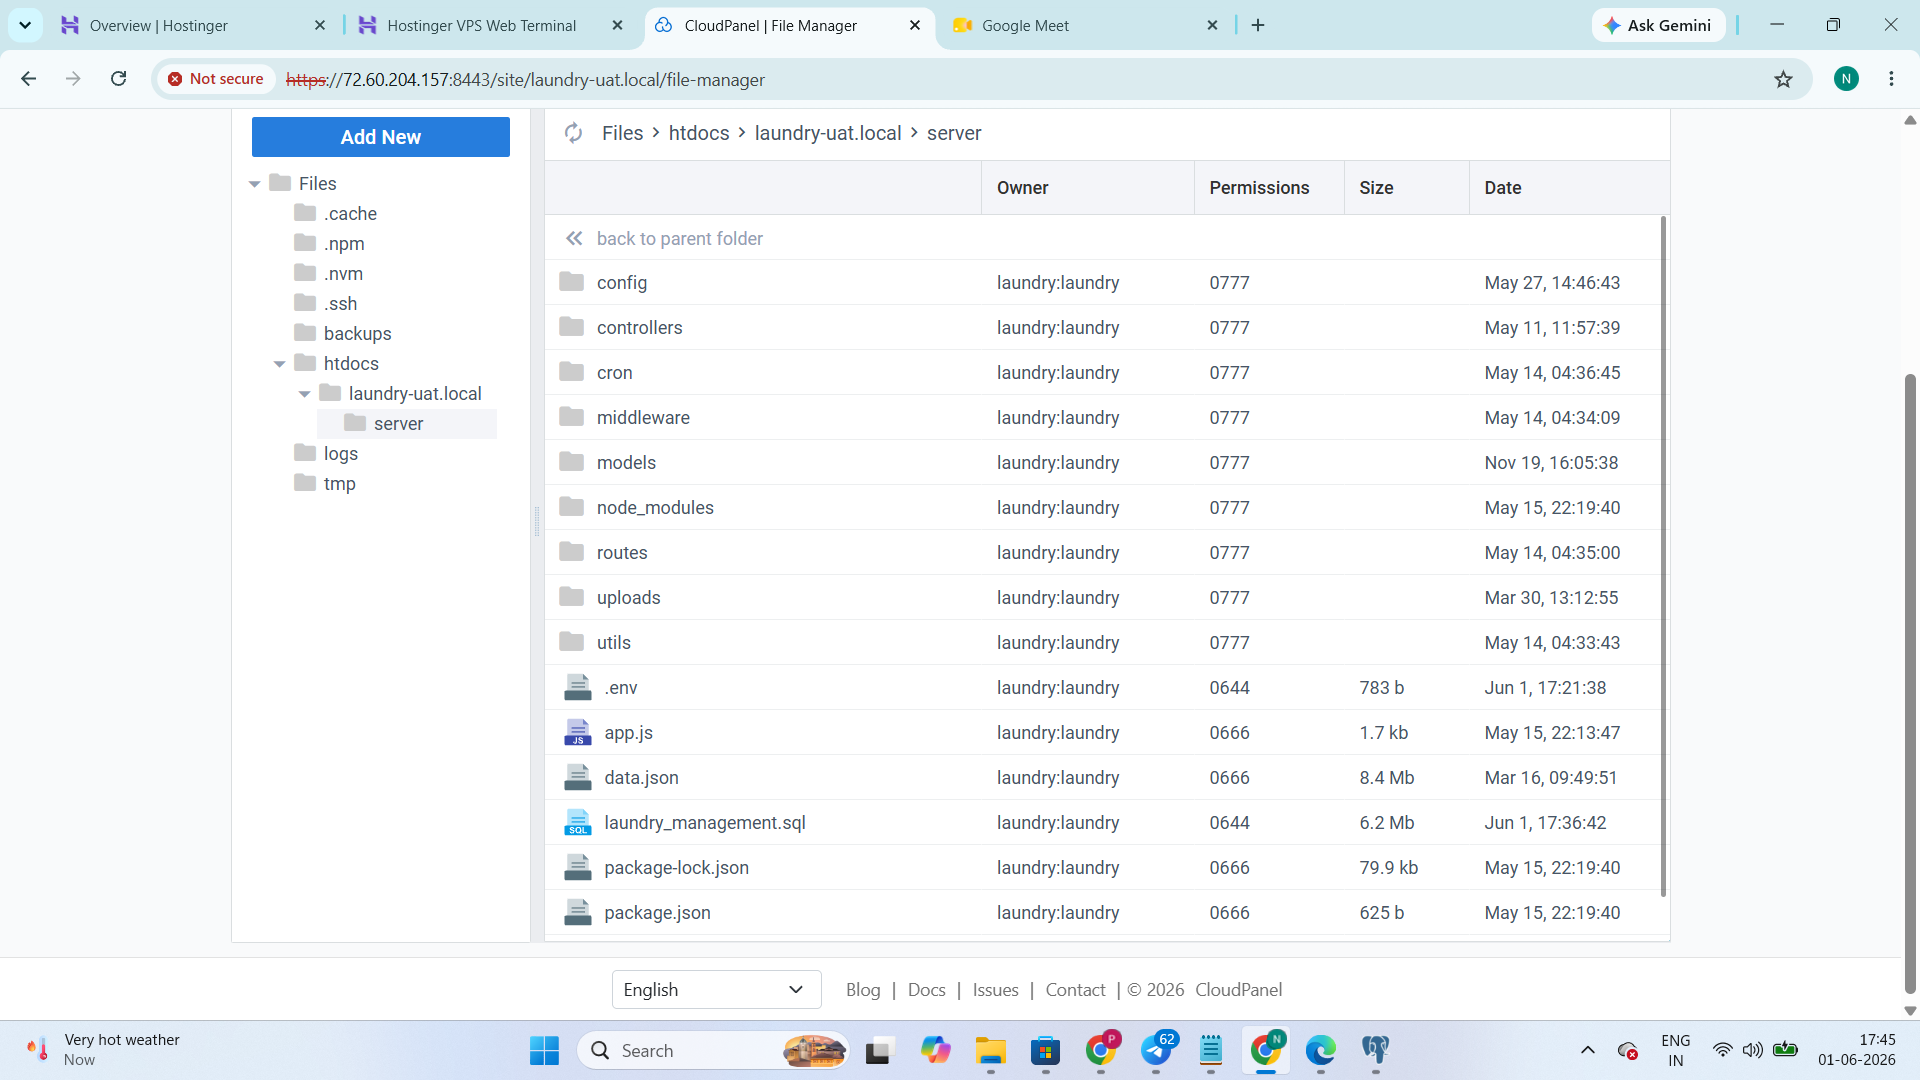 Overview | Hostinger
Hostinger VPS Web Terminal
CloudPanel | File Manager
Google Meet
Ask Gemini
Not secure
https://72.60.204.157:8443/site/laundry-uat.local/file-manager
N
Add New
Files
.cache
.npm
.nvm
.ssh
backups
htdocs
laundry-uat.local
server
logs
tmp
Files > htdocs > laundry-uat.local > server
Owner Permissions Size Date
back to parent folder
config laundry:laundry 0777 May 27, 14:46:43
controllers laundry:laundry 0777 May 11, 11:57:39
cron laundry:laundry 0777 May 14, 04:36:45
middleware laundry:laundry 0777 May 14, 04:34:09
models laundry:laundry 0777 Nov 19, 16:05:38
node_modules laundry:laundry 0777 May 15, 22:19:40
routes laundry:laundry 0777 May 14, 04:35:00
uploads laundry:laundry 0777 Mar 30, 13:12:55
utils laundry:laundry 0777 May 14, 04:33:43
.env laundry:laundry 0644 783 b Jun 1, 17:21:38
JS app.js laundry:laundry 0666 1.7 kb May 15, 22:13:47
data.json laundry:laundry 0666 8.4 Mb Mar 16, 09:49:51
SQL laundry_management.sql laundry:laundry 0644 6.2 Mb Jun 1, 17:36:42
package-lock.json laundry:laundry 0666 79.9 kb May 15, 22:19:40
package.json laundry:laundry 0666 625 b May 15, 22:19:40
English
Blog | Docs | Issues | Contact | © 2026 CloudPanel
Very hot weather
Now
Search
P
62
N
ENG
IN
17:45
01-06-2026